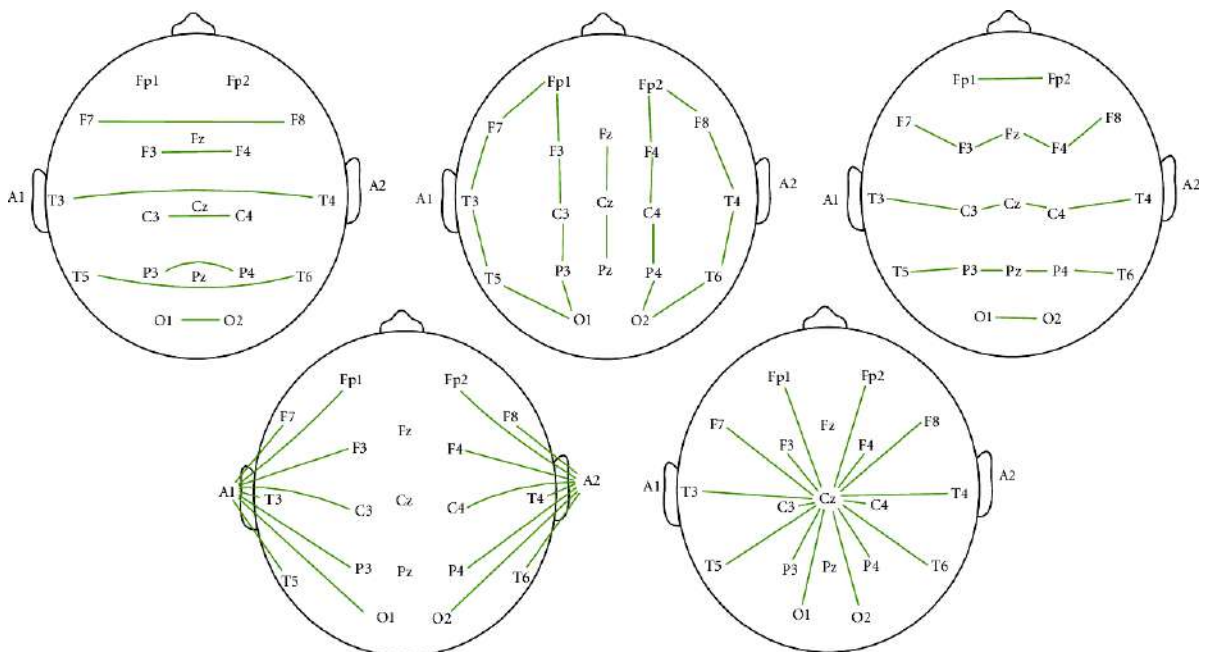 Fp1 Fp2
F7 F8
Fz
F3 F4
A1 A2
T3 T4
Cz
C3 C4
T5 P3 Pz P4 T6
O1 O2
Fp1 Fp2
F7 Fz F8
F3 F4
A1 T3 Cz T4 A2
C3 C4
P3 Pz P4
T5 T6
O1 O2
Fp1 Fp2
F7 Fz F8
F3 F4
A1 T3 Cz T4 A2
C3 C4
T5 P3 Pz P4 T6
O1 O2
Fp1 Fp2
F7 F8
Fz
F3 F4
A1 T3 Cz T4 A2
C3 C4
P3 Pz P4
T5 T6
O1 O2
Fp1 Fp2
F7 Fz F8
F3 F4
A1 T3 Cz T4 A2
C3 C4
T5 P3 Pz P4 T6
O1 O2